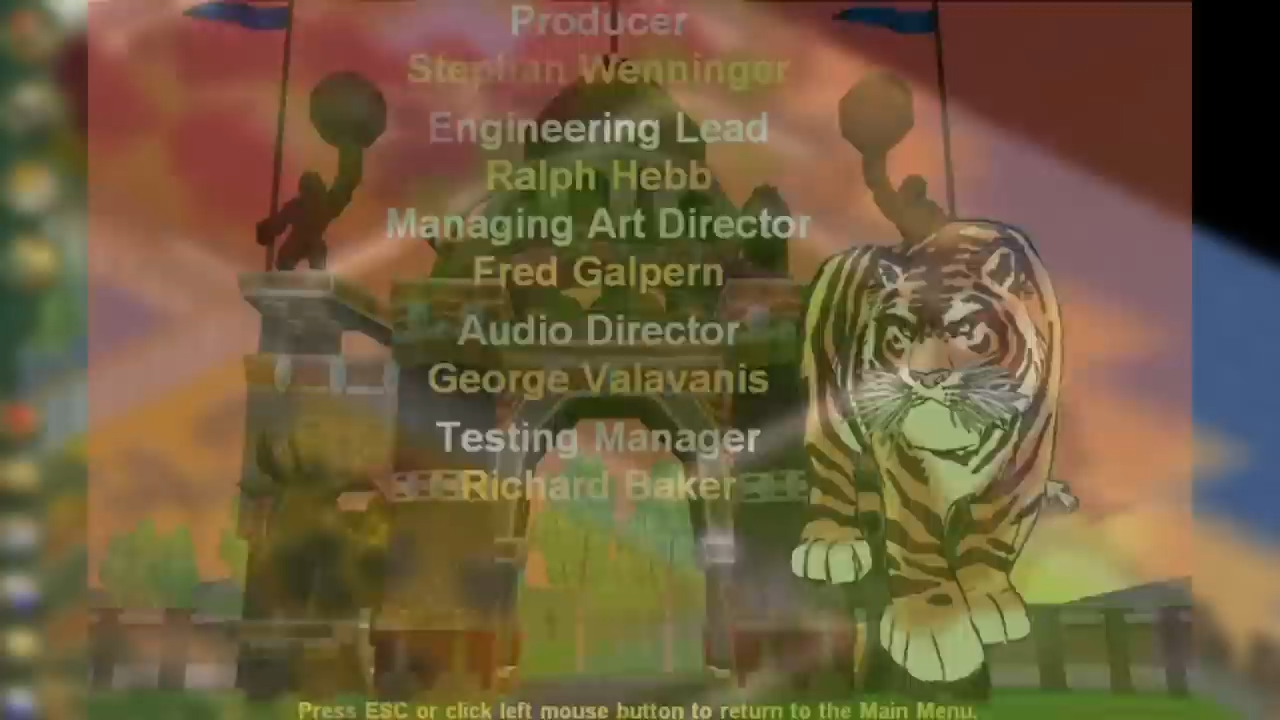 Producer
Stephan Wenninger
Engineering Lead
Ralph Hebb
Managing Art Director
Fred Galpern
Audio Director
George Valavanis
Testing Manager
Richard Baker
Press ESC or click left mouse button to return to the Main Menu.